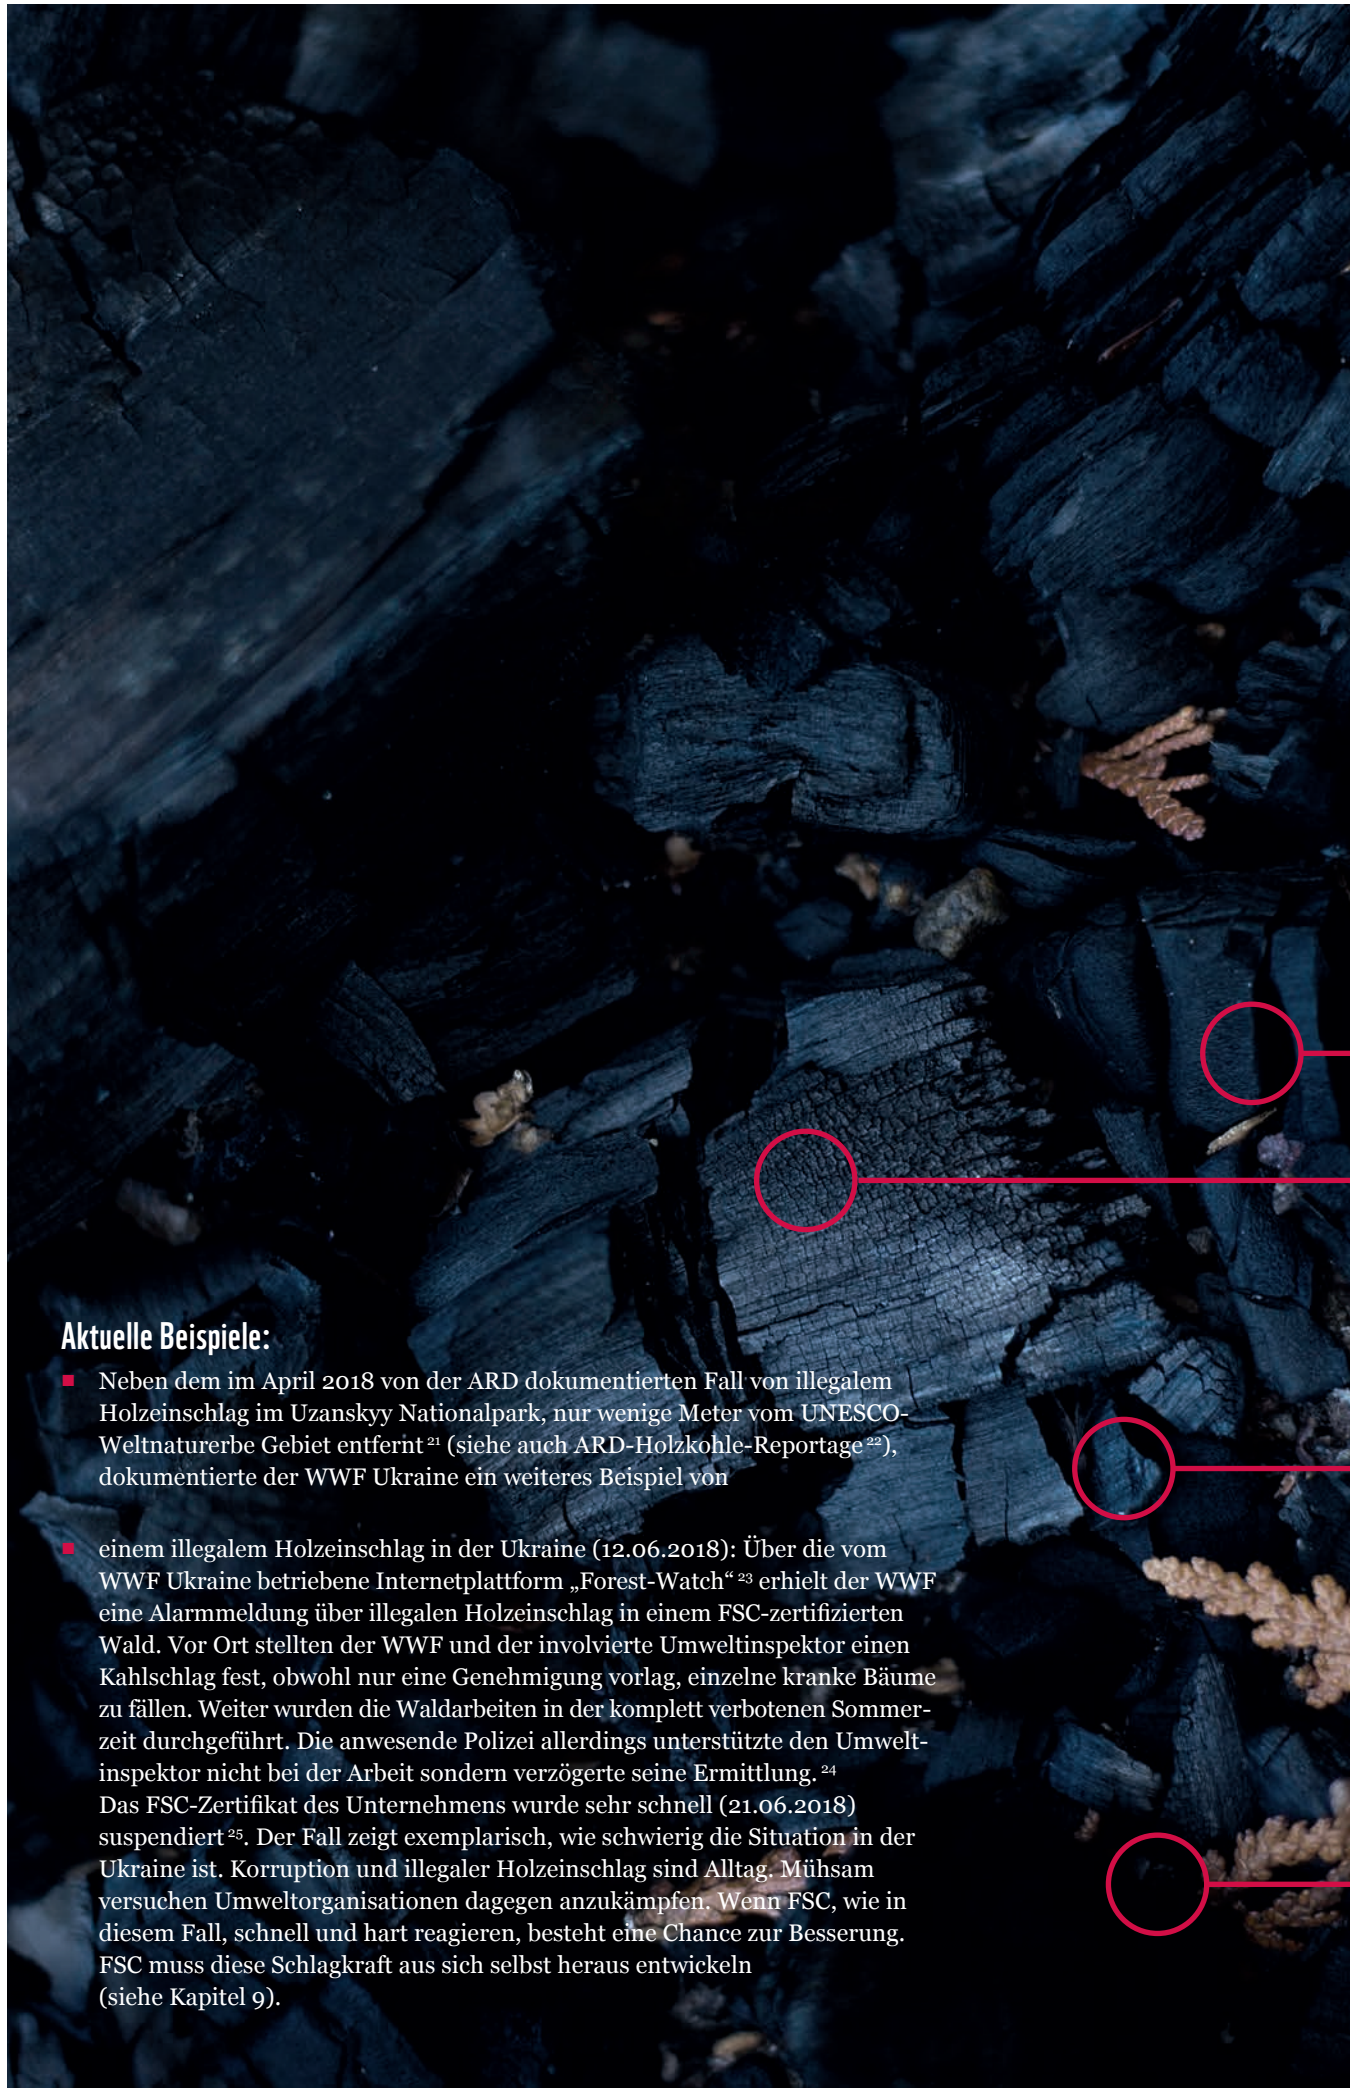 Aktuelle Beispiele:
▪ Neben dem im April 2018 von der ARD dokumentierten Fall von illegalem
Holzeinschlag im Uzanskyy Nationalpark, nur wenige Meter vom UNESCO-
Weltnaturerbe Gebiet entfernt 21 (siehe auch ARD-Holzkohle-Reportage 22),
dokumentierte der WWF Ukraine ein weiteres Beispiel von
▪ einem illegalem Holzeinschlag in der Ukraine (12.06.2018): Über die vom
WWF Ukraine betriebene Internetplattform „Forest-Watch“ 23 erhielt der WWF
eine Alarmmeldung über illegalen Holzeinschlag in einem FSC-zertifizierten
Wald. Vor Ort stellten der WWF und der involvierte Umweltinspektor einen
Kahlschlag fest, obwohl nur eine Genehmigung vorlag, einzelne kranke Bäume
zu fällen. Weiter wurden die Waldarbeiten in der komplett verbotenen Sommer-
zeit durchgeführt. Die anwesende Polizei allerdings unterstützte den Umwelt-
inspektor nicht bei der Arbeit sondern verzögerte seine Ermittlung. 24
Das FSC-Zertifikat des Unternehmens wurde sehr schnell (21.06.2018)
suspendiert 25. Der Fall zeigt exemplarisch, wie schwierig die Situation in der
Ukraine ist. Korruption und illegaler Holzeinschlag sind Alltag. Mühsam
versuchen Umweltorganisationen dagegen anzukämpfen. Wenn FSC, wie in
diesem Fall, schnell und hart reagieren, besteht eine Chance zur Besserung.
FSC muss diese Schlagkraft aus sich selbst heraus entwickeln
(siehe Kapitel 9).